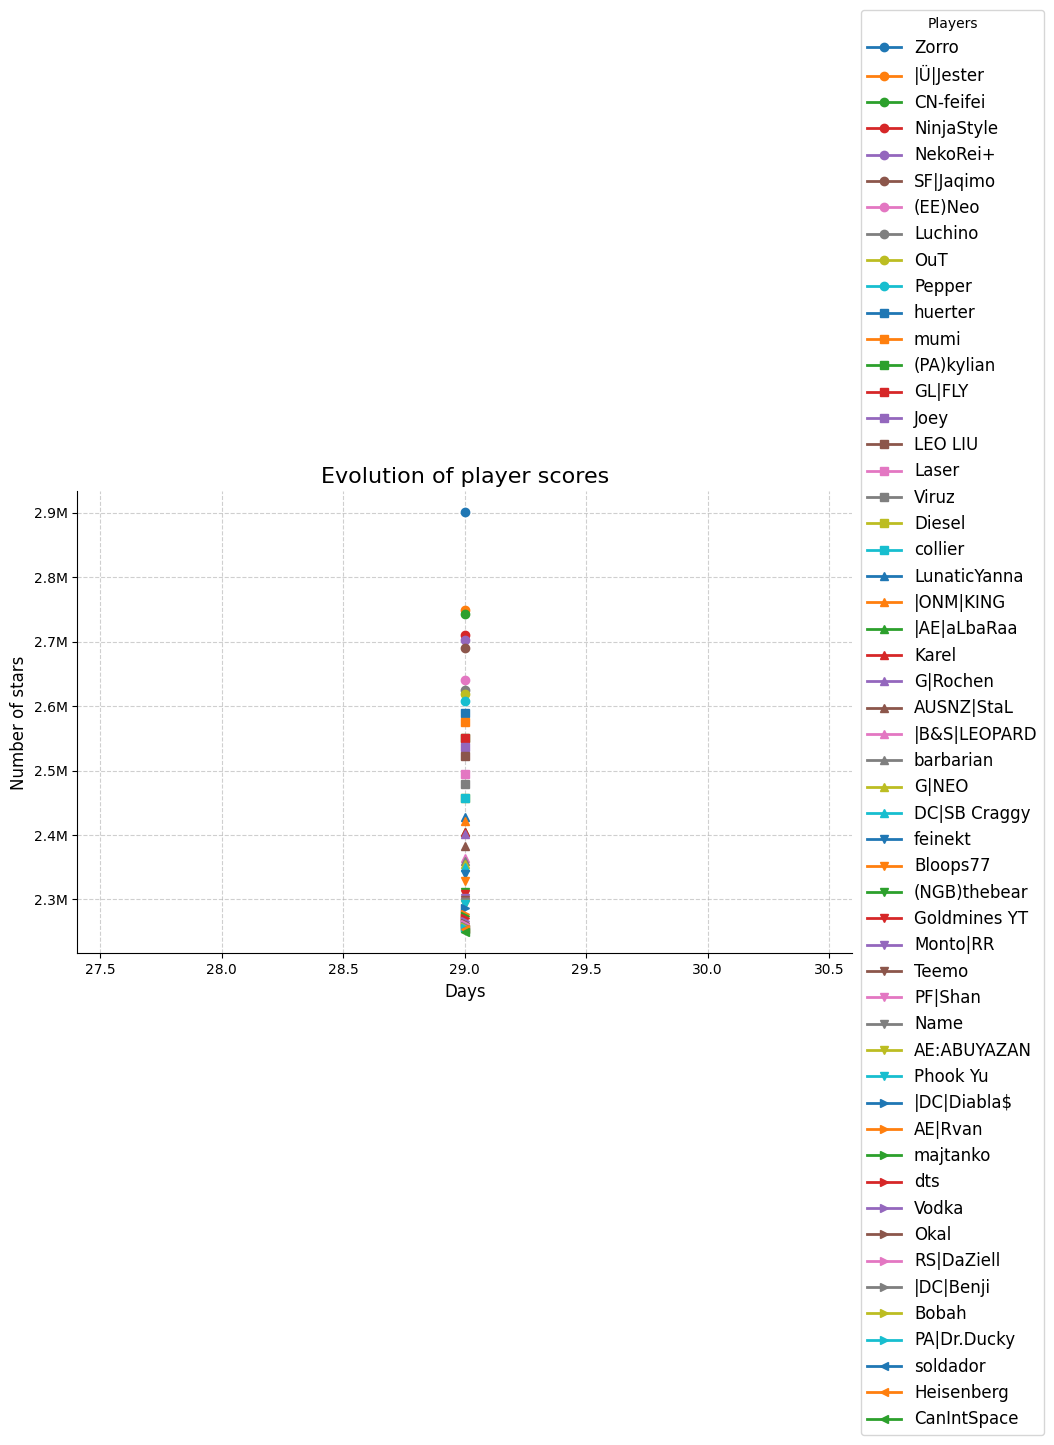 Players
Zorro
|Ü|Jester
CN-feifei
NinjaStyle
NekoRei+
SF|Jaqimo
(EE)Neo
Luchino
OuT
Pepper
huerter
mumi
(PA)kylian
GL|FLY
Joey
LEO LIU
Laser
Viruz
Diesel
collier
LunaticYanna
|ONM|KING
|AE|aLbaRaa
Karel
G|Rochen
AUSNZ|StaL
|B&S|LEOPARD
barbarian
G|NEO
DC|SB Craggy
feinekt
Bloops77
(NGB)thebear
Goldmines YT
Monto|RR
Teemo
PF|Shan
Name
AE:ABUYAZAN
Phook Yu
|DC|Diabla$
AE|Rvan
majtanko
dts
Vodka
Okal
RS|DaZiell
|DC|Benji
Bobah
PA|Dr.Ducky
soldador
Heisenberg
CanIntSpace
Evolution of player scores
Number of stars
2.9M
2.8M
2.7M
2.6M
2.5M
2.4M
2.3M
27.5 28.0 28.5 29.0 29.5 30.0 30.5
Days